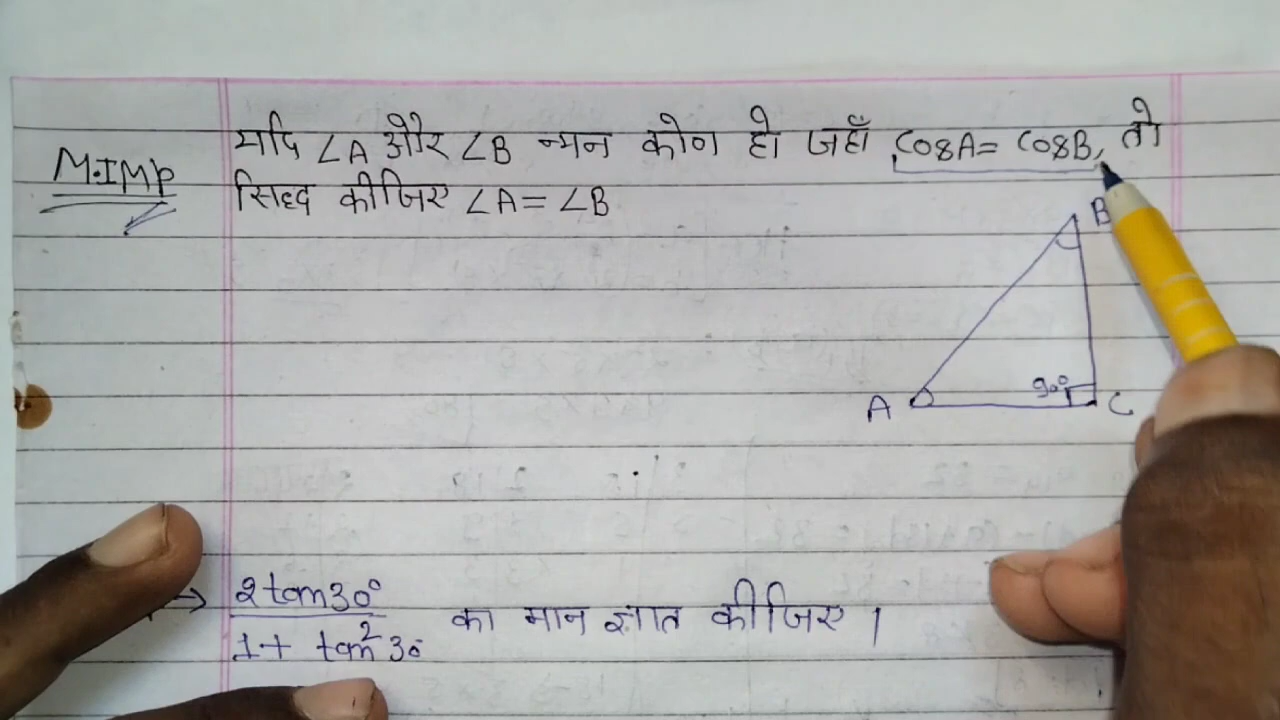 M.IMP
यदि ∠A और ∠B न्यून कोण हो जहाँ cosA = cosB, तो
सिध्द कीजिए ∠A = ∠B
B
90°
A
C
→ 2tan30° / 1 + tan²30 का मान ज्ञात कीजिए।